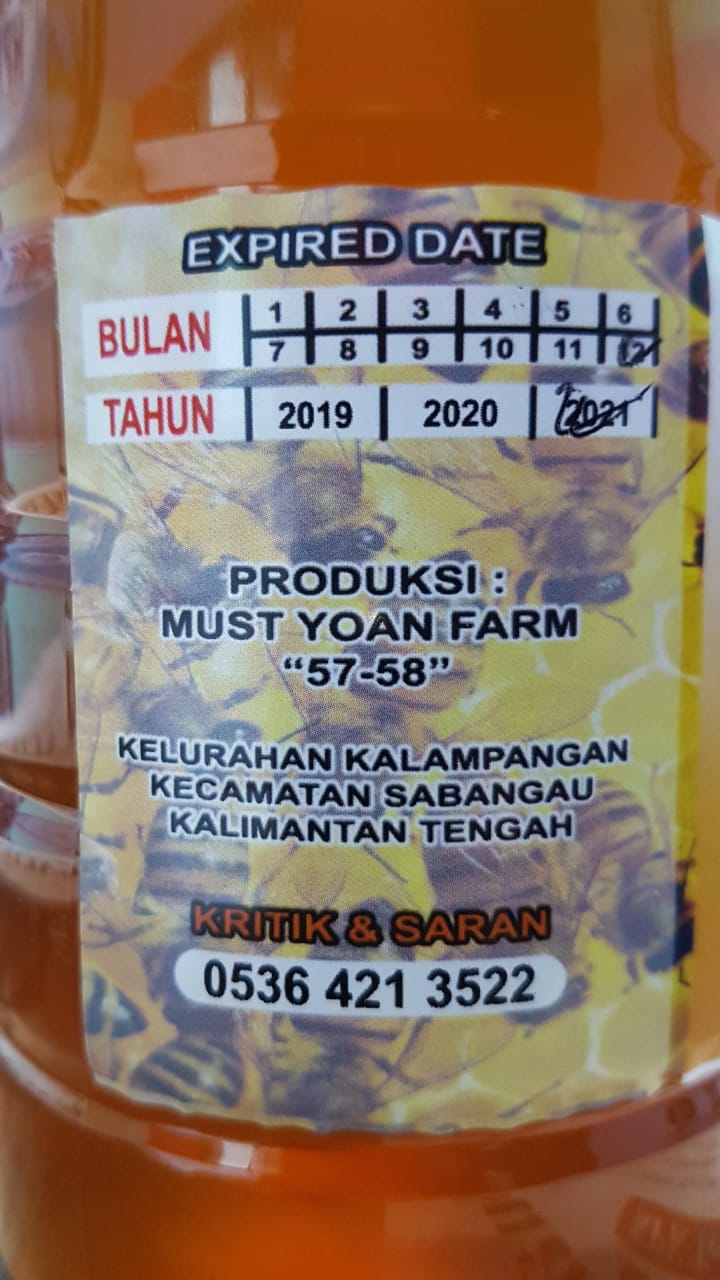 EXPIRED DATE
BULAN 1 2 3 4 5 6
7 8 9 10 11 12
TAHUN 2019 2020 2021
PRODUKSI :
MUST YOAN FARM
“57-58”
KELURAHAN KALAMPANGAN
KECAMATAN SABANGAU
KALIMANTAN TENGAH
KRITIK & SARAN
0536 421 3522